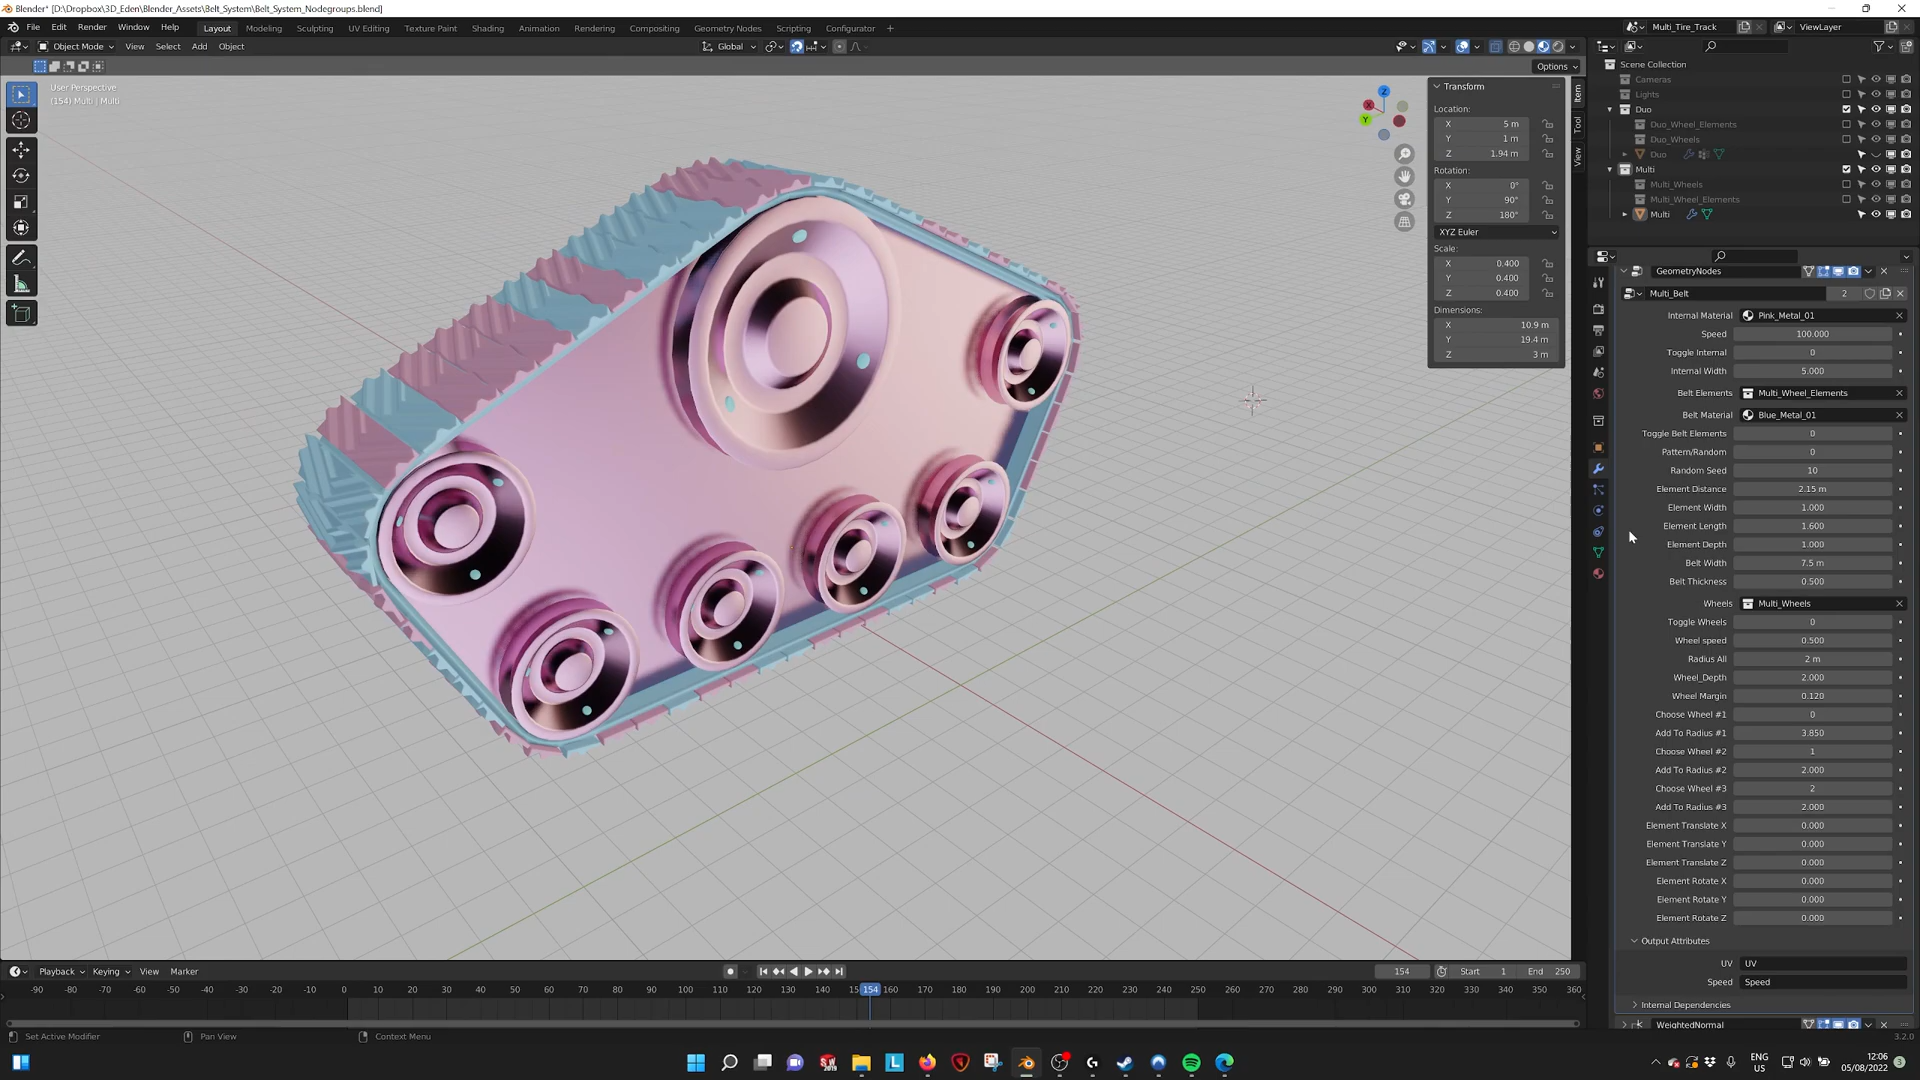 Blender* [D:\Dropbox\3D_Eden\Blender_Assets\Belt_System\Belt_System_Nodegroups.blend]
File Edit Render Window Help Layout Modeling Sculpting UV Editing Texture Paint Shading Animation Rendering Compositing Geometry Nodes Scripting Configurator + Multi_Tire_Track ViewLayer
Object Mode View Select Add Object Global
Options
User Perspective
(154) Multi | Multi
Z
X
Y
Transform
Location:
X 5 m
Y 1 m
Z 1.94 m
Rotation:
X 0°
Y 90°
Z 180°
XYZ Euler
Scale:
X 0.400
Y 0.400
Z 0.400
Dimensions:
X 10.9 m
Y 19.4 m
Z 3 m
Item
Tool
View
Scene Collection
Cameras
Lights
Duo
Duo_Wheel_Elements
Duo_Wheels
Duo
Multi
Multi_Wheels
Multi_Wheel_Elements
Multi
GeometryNodes
Multi_Belt 2
Internal Material Pink_Metal_01
Speed 100.000
Toggle Internal 0
Internal Width 5.000
Belt Elements Multi_Wheel_Elements
Belt Material Blue_Metal_01
Toggle Belt Elements 0
Pattern/Random 0
Random Seed 10
Element Distance 2.15 m
Element Width 1.000
Element Length 1.600
Element Depth 1.000
Belt Width 7.5 m
Belt Thickness 0.500
Wheels Multi_Wheels
Toggle Wheels 0
Wheel speed 0.500
Radius All 2 m
Wheel_Depth 2.000
Wheel Margin 0.120
Choose Wheel #1 0
Add To Radius #1 3.850
Choose Wheel #2 1
Add To Radius #2 2.000
Choose Wheel #3 2
Add To Radius #3 2.000
Element Translate X 0.000
Element Translate Y 0.000
Element Translate Z 0.000
Element Rotate X 0.000
Element Rotate Y 0.000
Element Rotate Z 0.000
Output Attributes
UV UV
Speed Speed
Internal Dependencies
WeightedNormal
Playback Keying View Marker 154 Start 1 End 250
-90 -80 -70 -60 -50 -40 -30 -20 -10 0 10 20 30 40 50 60 70 80 90 100 110 120 130 140 154 160 170 180 190 200 210 220 230 240 250 260 270 280 290 300 310 320 330 340 350 360
Set Active Modifier Pan View Context Menu 3.2.0
ENG
US
12:06
05/08/2022
3